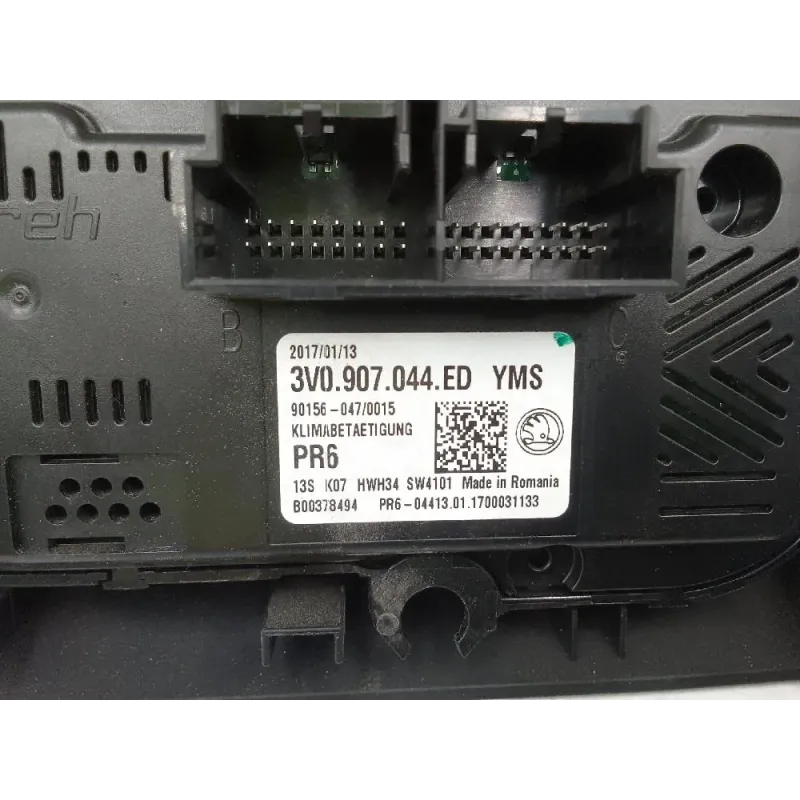 reh
B
C
2017/01/13
3V0.907.044.ED YMS
90156-047/0015
KLIMABETAETIGUNG
PR6
13S K07 HWH34 SW4101 Made in Romania
B00378494 PR6-04413.01.1700031133